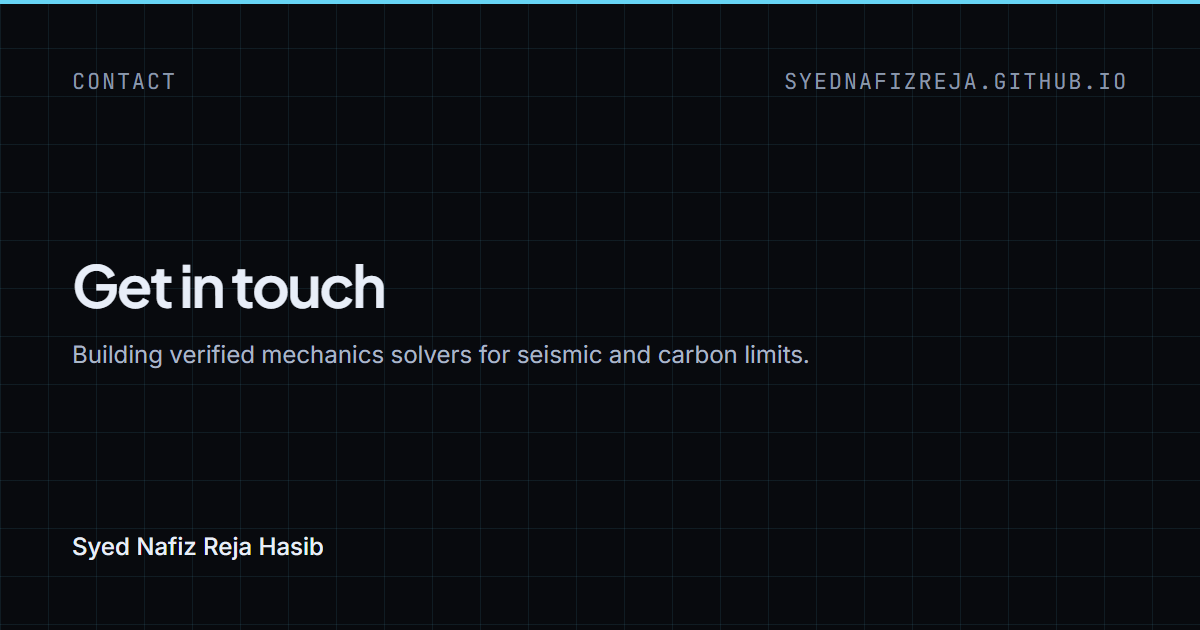 CONTACT
SYEDNAFIZREJA.GITHUB.IO
Get in touch
Building verified mechanics solvers for seismic and carbon limits.
Syed Nafiz Reja Hasib